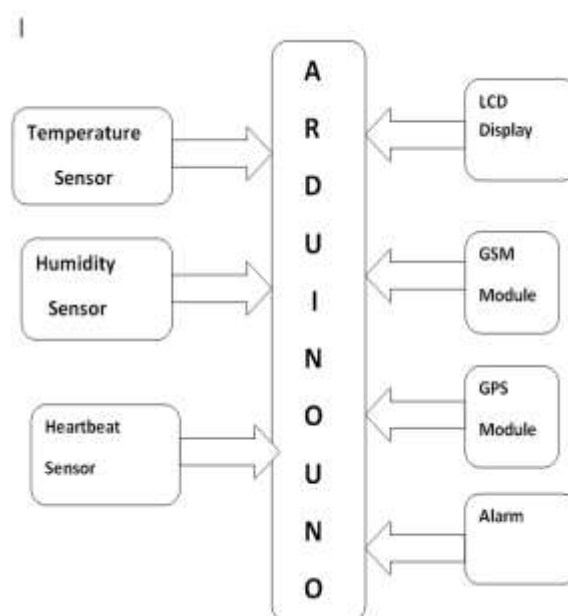 Temperature
Sensor
Humidity
Sensor
Heartbeat
Sensor
A
R
D
U
I
N
O
U
N
O
LCD
Display
GSM
Module
GPS
Module
Alarm